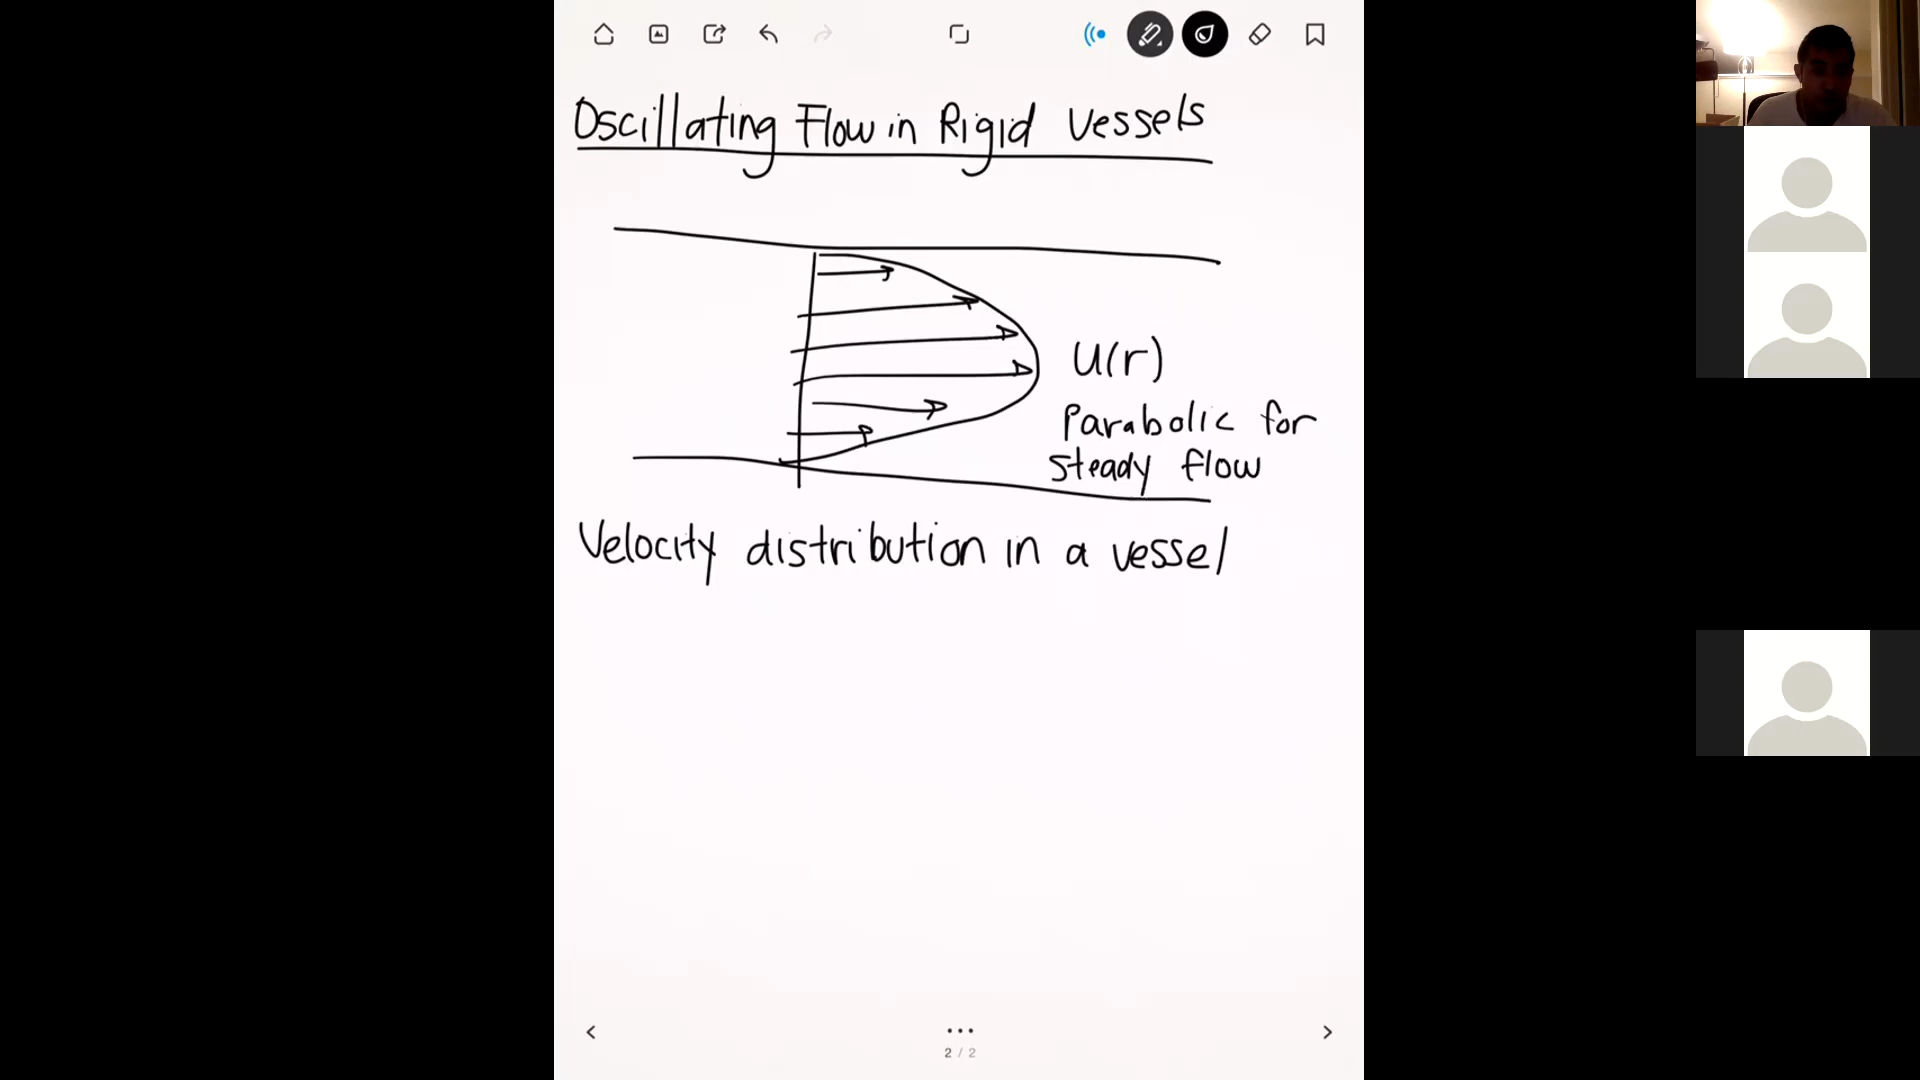 Oscillating Flow in Rigid Vessels
U(r)
Parabolic for
steady flow
Velocity distribution in a vessel
2 / 2